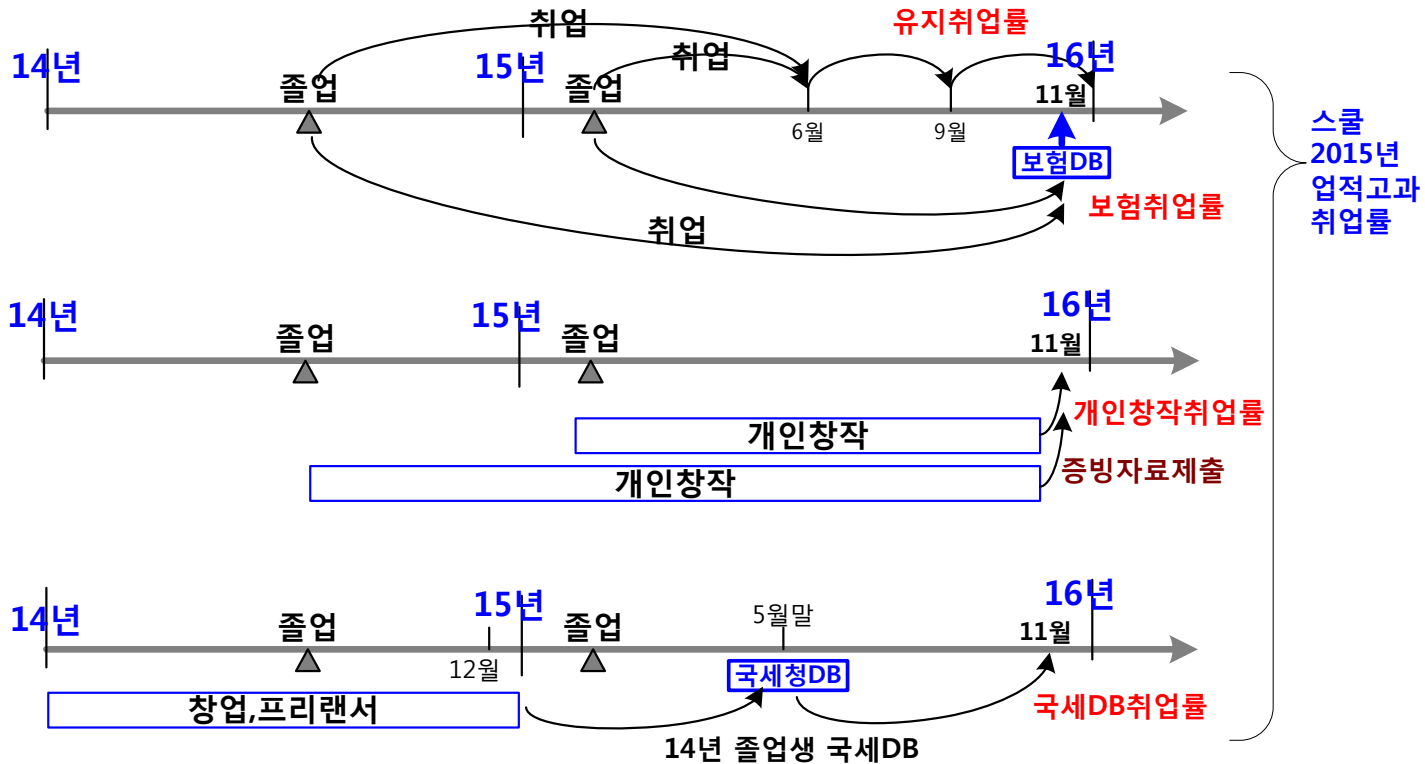 취업
유지취업률
14년
15년
취업
16년
졸업
졸업
11월
6월
9월
보험DB
보험취업률
취업
스쿨
2015년
업적고과
취업률
14년
15년
16년
졸업
졸업
11월
개인창작
개인창작취업률
개인창작
증빙자료제출
14년
15년
16년
졸업
졸업
5월말
11월
12월
국세청DB
창업,프리랜서
국세DB취업률
14년 졸업생 국세DB